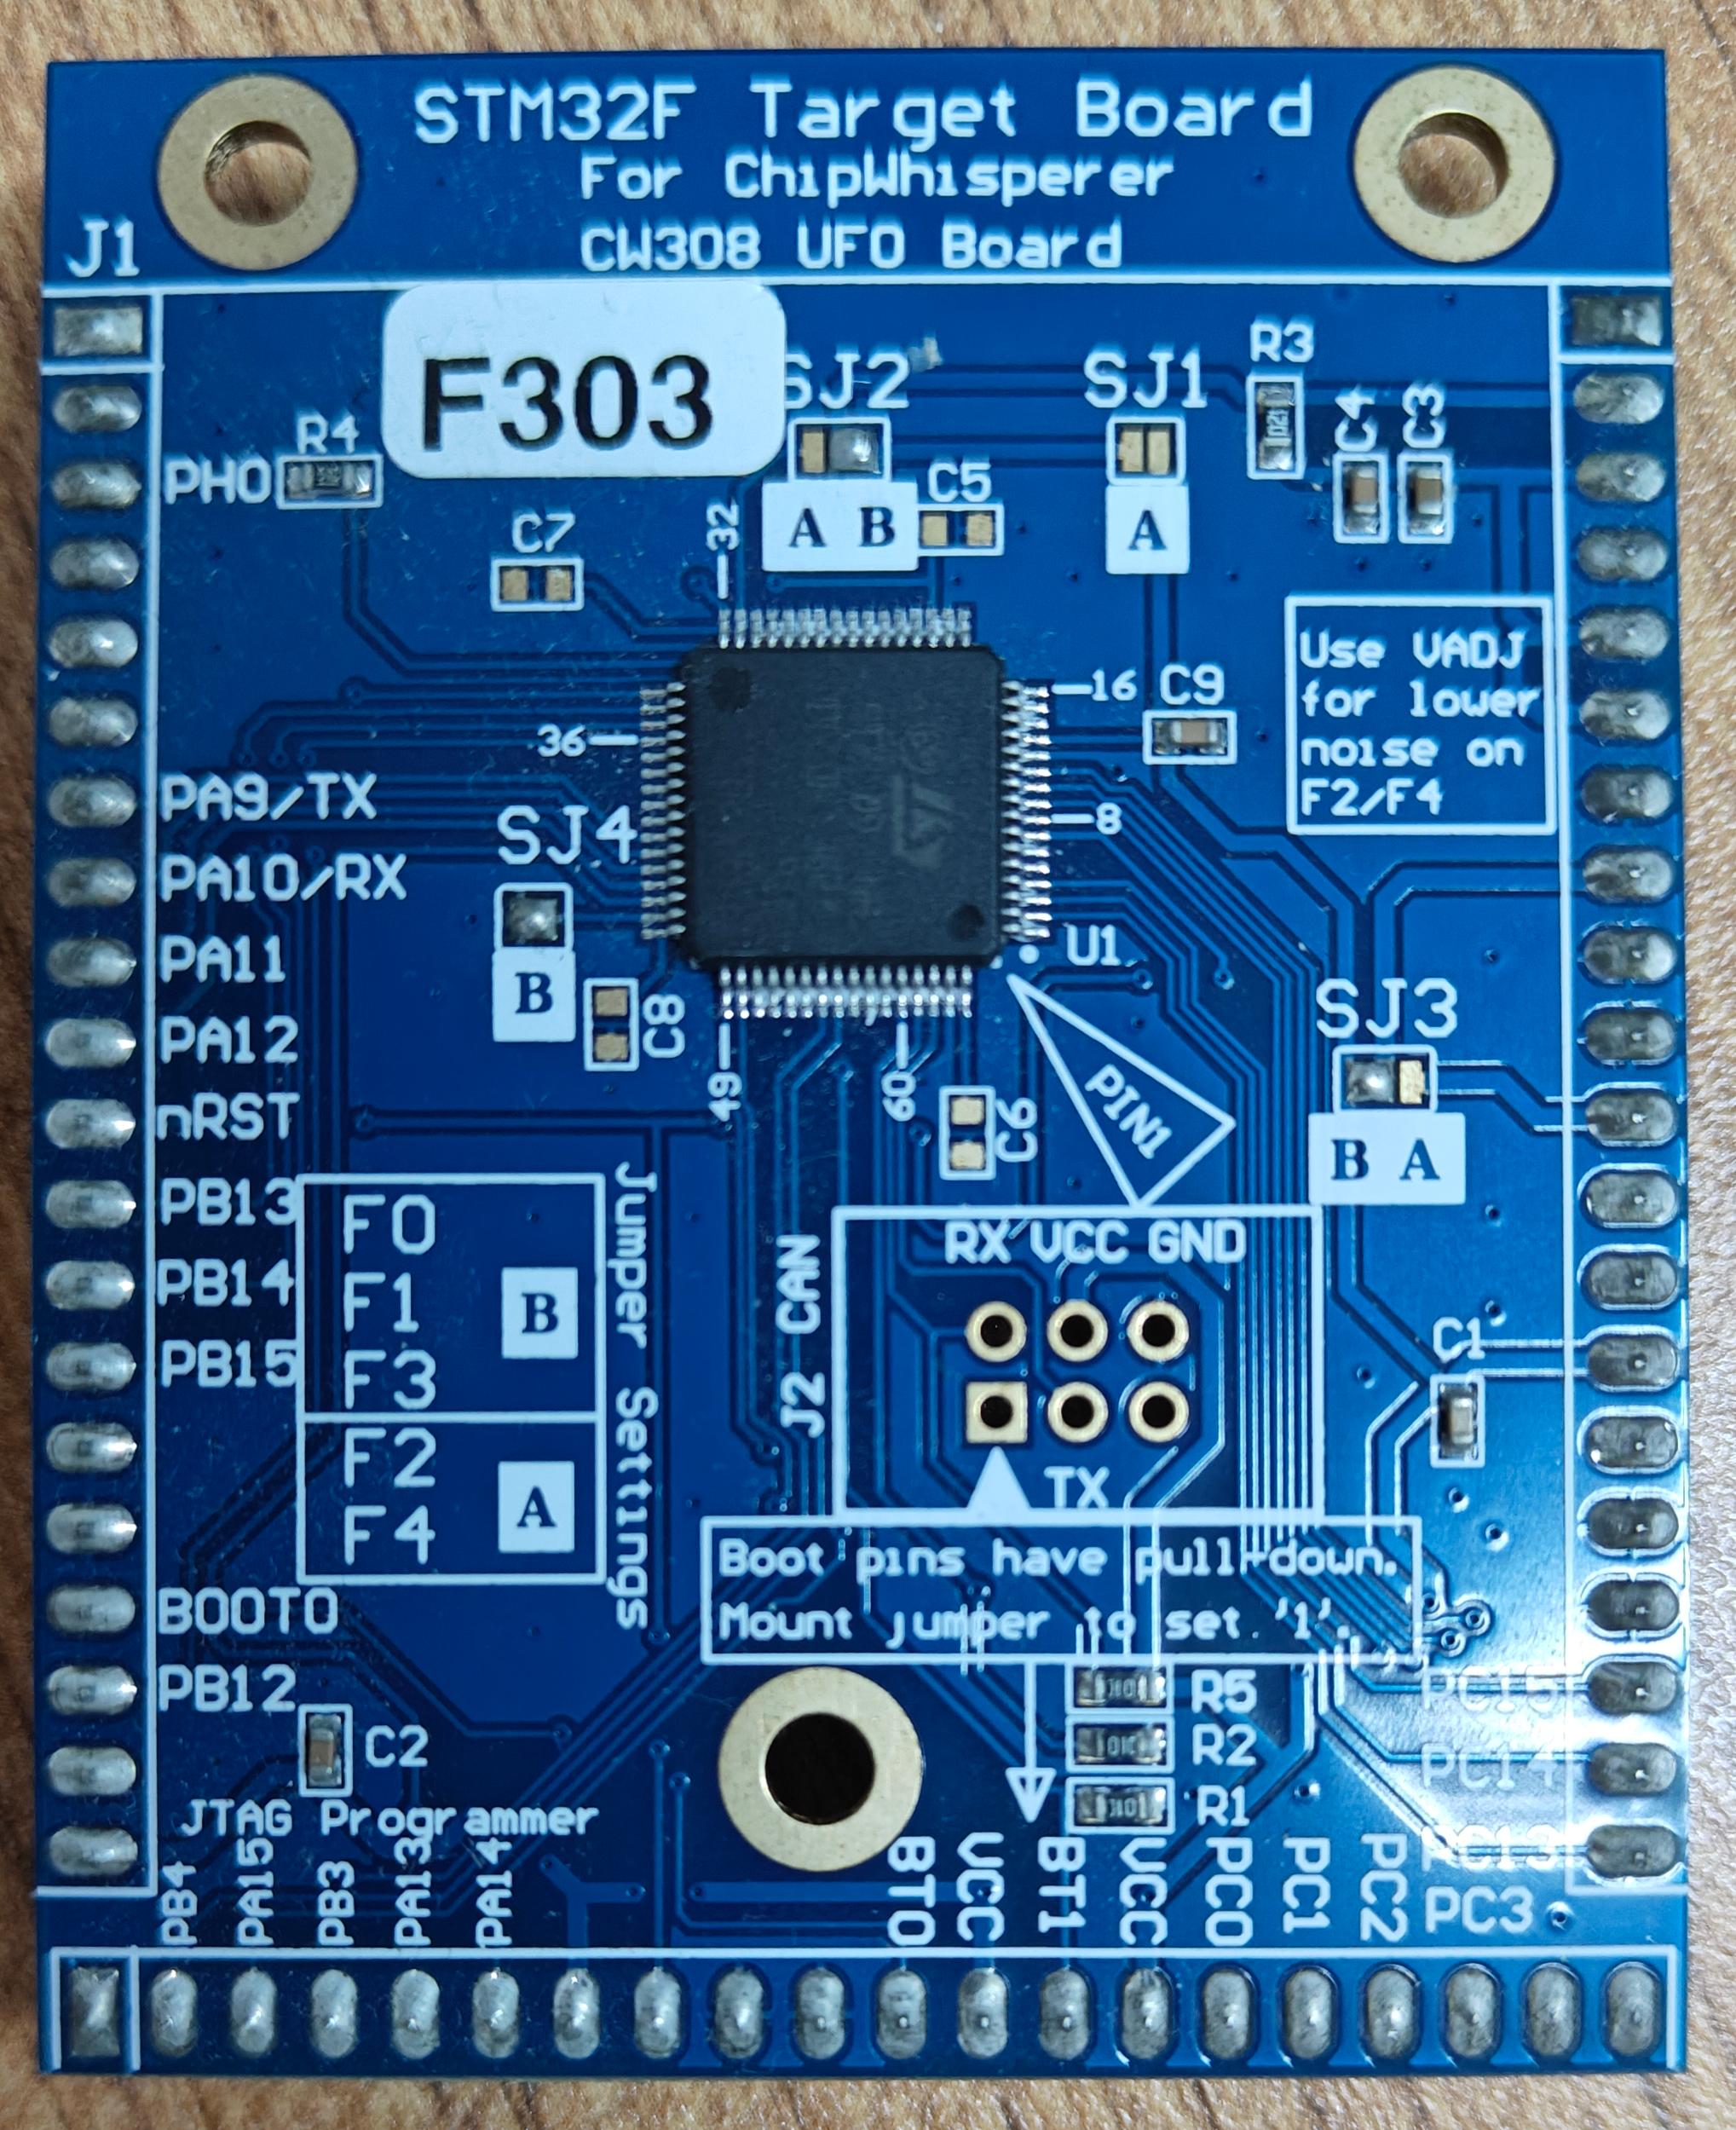 STM32F Target Board
For ChipWhisperer
CW308 UFO Board
J1
F303
SJ2
SJ1
R3
C4
C3
R4
PH0
A B
C5
A
C7
32
Use VADJ
for lower
noise on
F2/F4
16
C9
36
8
PA9/TX
SJ4
PA10/RX
U1
PA11
B
C8
SJ3
PA12
49
60
PIN1
nRST
C6
B A
PB13
PB14
PB15
Jumper Settings
F0
F1
F3
B
F2
F4
A
J2 CAN
RX VCC GND
TX
C1
Boot pins have pull-down.
Mount jumper to set '1'.
BOOT0
PB12
C2
R5
R2
R1
PC15
PC14
PC13
JTAG Programmer
PB4
PA15
PB3
PA13
PA14
BT0
VCC
BT1
VCC
PC0
PC1
PC2
PC3